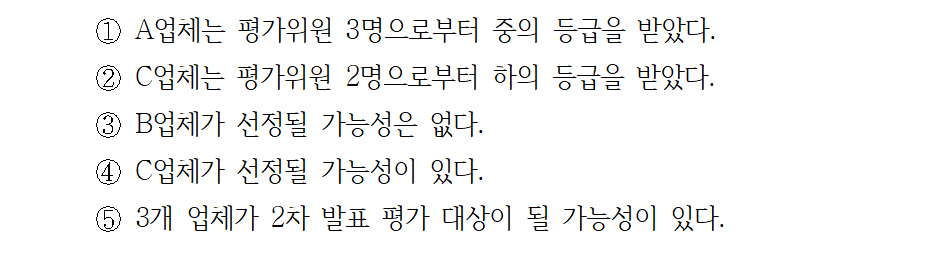 ① A업체는 평가위원 3명으로부터 중의 등급을 받았다.
② C업체는 평가위원 2명으로부터 하의 등급을 받았다.
③ B업체가 선정될 가능성은 없다.
④ C업체가 선정될 가능성이 있다.
⑤ 3개 업체가 2차 발표 평가 대상이 될 가능성이 있다.